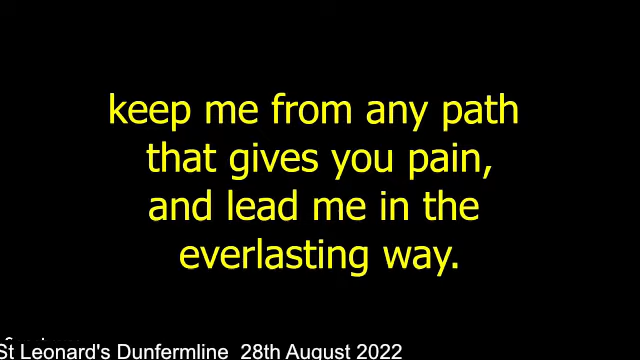 keep me from any path
that gives you pain,
and lead me in the
everlasting way.
St Leonard's Dunfermline 28th August 2022